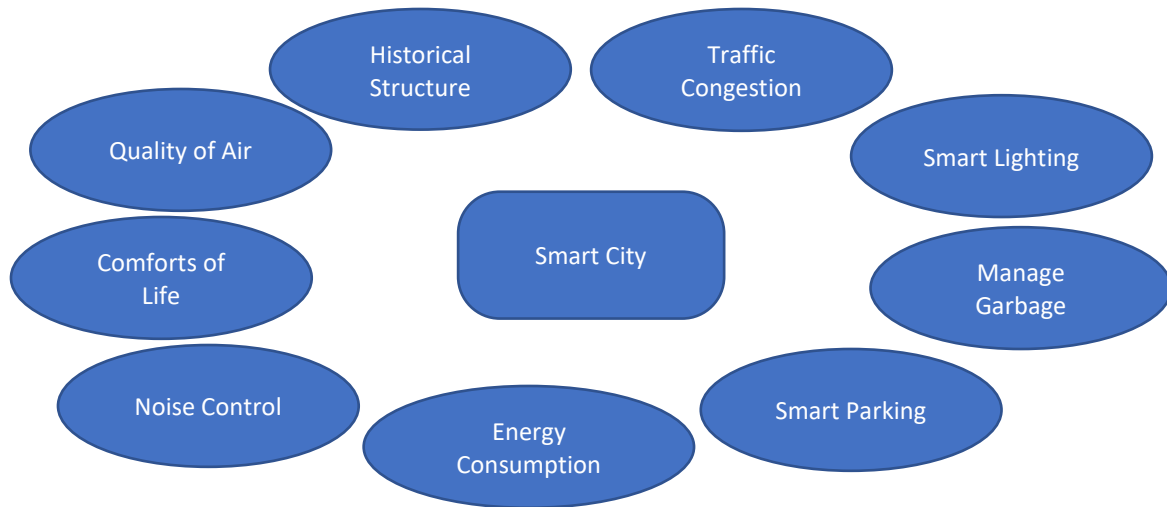 Historical
Structure
Traffic
Congestion
Quality of Air
Smart Lighting
Smart City
Comforts of
Life
Manage
Garbage
Noise Control
Smart Parking
Energy
Consumption